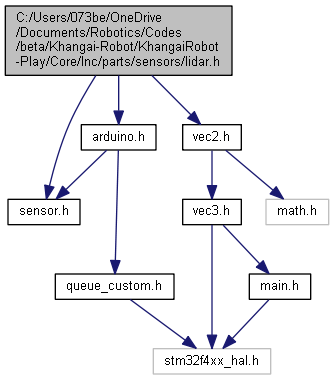 C:/Users/073be/OneDrive
/Documents/Robotics/Codes
/beta/Khangai-Robot/KhangaiRobot
-Play/Core/Inc/parts/sensors/lidar.h
arduino.h
vec2.h
sensor.h
vec3.h
math.h
queue_custom.h
main.h
stm32f4xx_hal.h